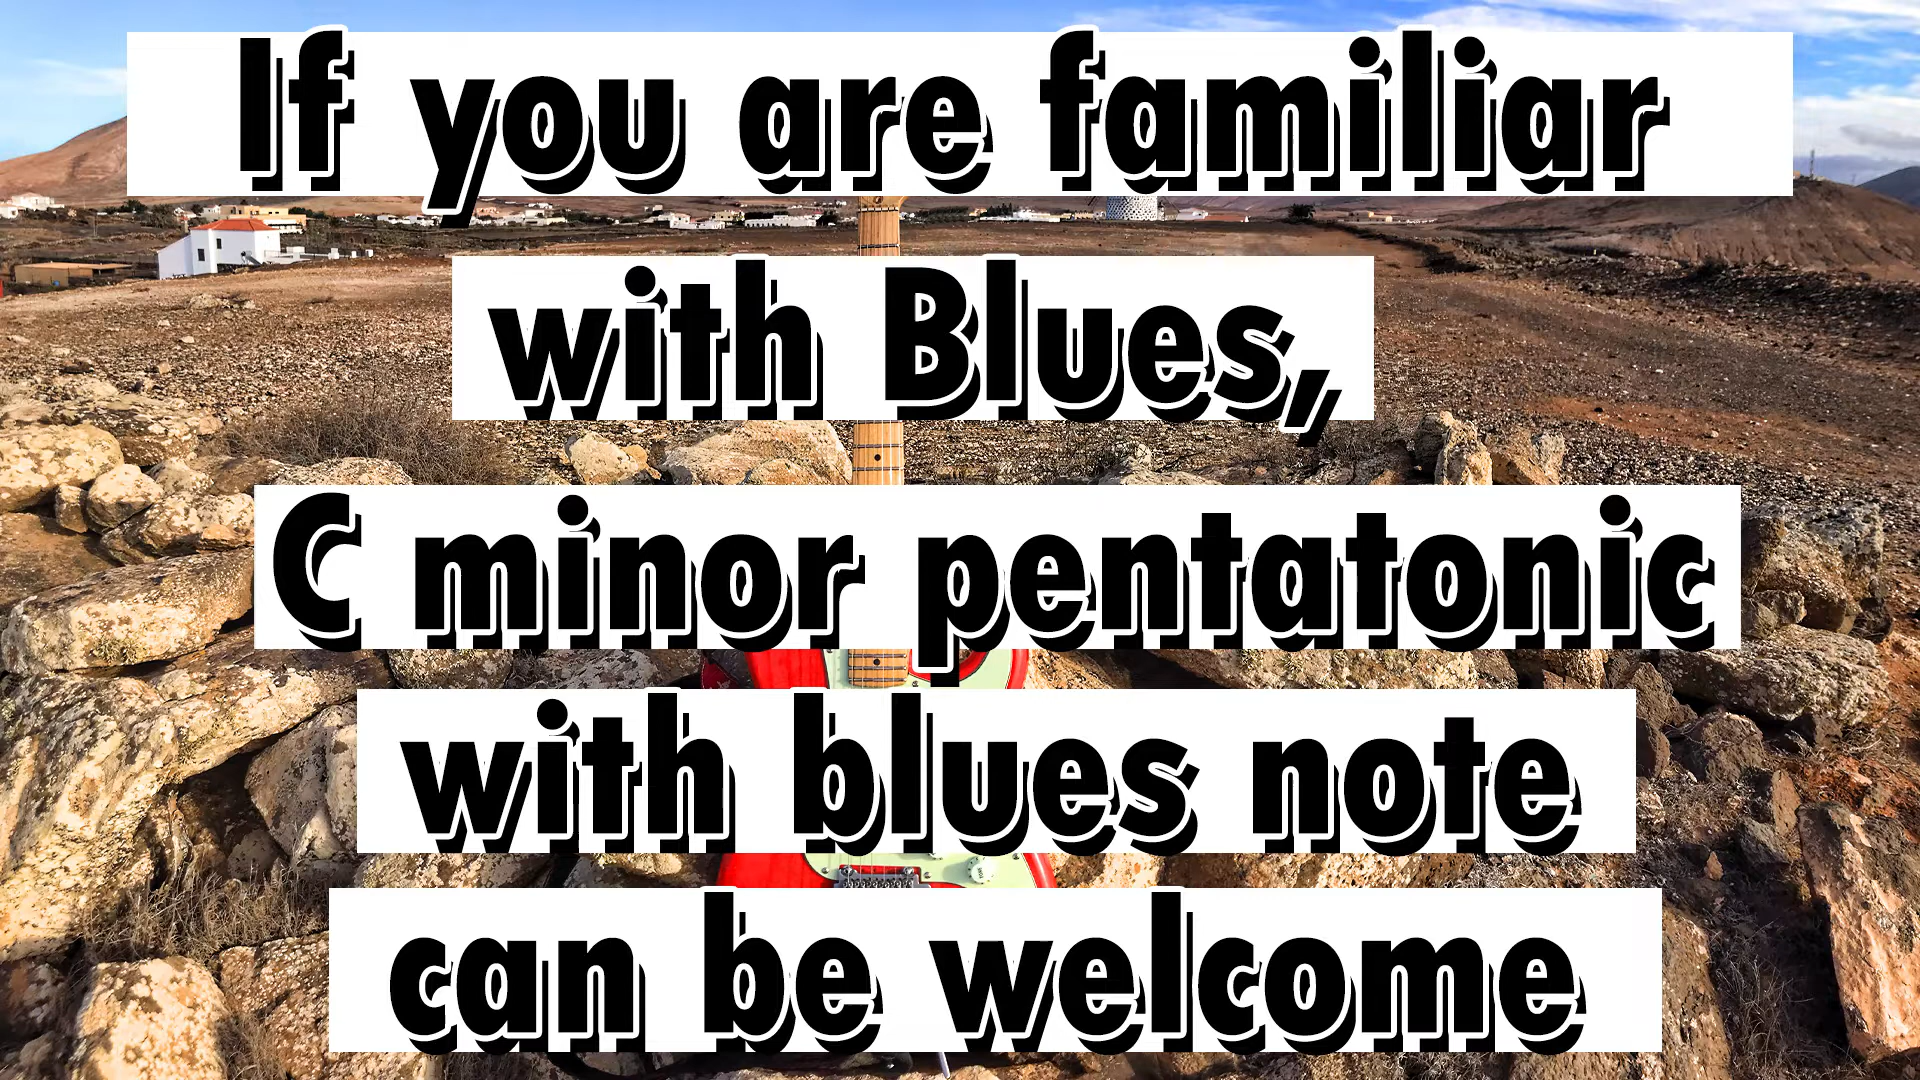 If you are familiar
with Blues,
C minor pentatonic
with blues note
can be welcome